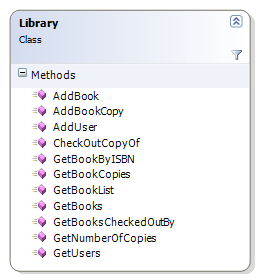 Library
Class
Methods
AddBook
AddBookCopy
AddUser
CheckOutCopyOf
GetBookByISBN
GetBookCopies
GetBookList
GetBooks
GetBooksCheckedOutBy
GetNumberOfCopies
GetUsers